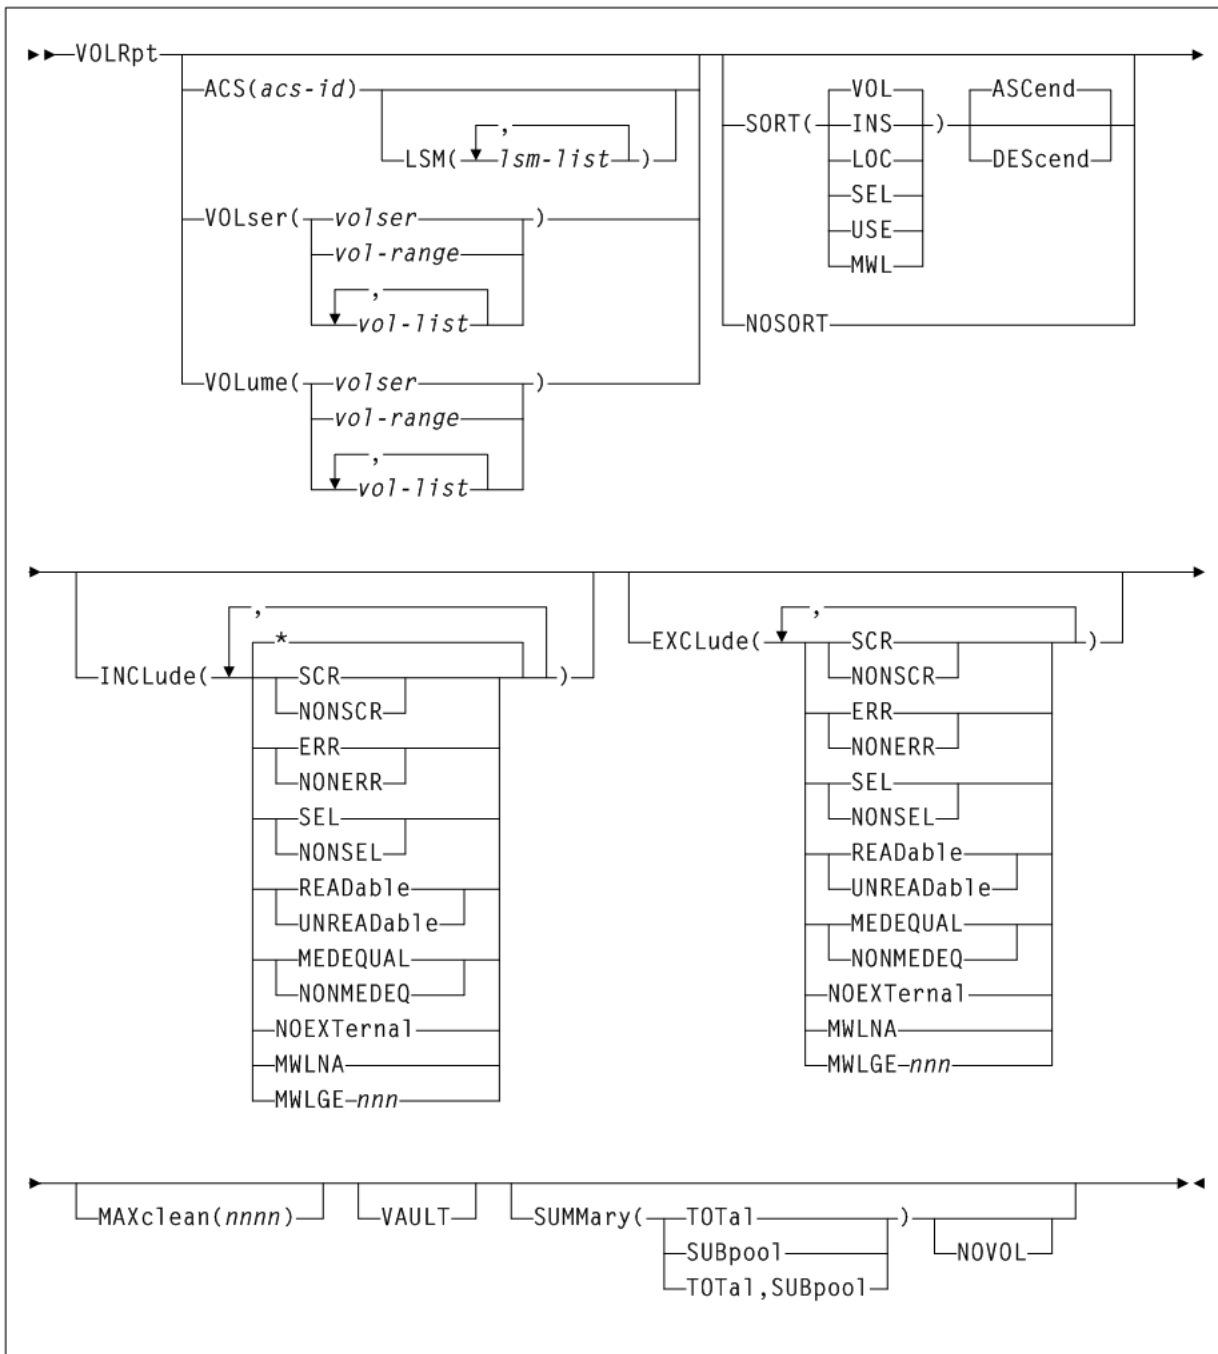 VOLRpt
ACS(acs-id)
LSM(
,
lsm-list
)
VOLser(
volser
)
vol-range
,
vol-list
VOLume(
volser
)
vol-range
,
vol-list
SORT(
VOL
INS
LOC
SEL
USE
MWL
)
ASCend
DEScend
NOSORT
INCLude(
,
*
SCR
NONSCR
ERR
NONERR
SEL
NONSEL
READable
UNREADable
MEDEQUAL
NONMEDEQ
NOEXTernal
MWLNA
MWLGE-nnn
)
EXCLude(
,
SCR
NONSCR
ERR
NONERR
SEL
NONSEL
READable
UNREADable
MEDEQUAL
NONMEDEQ
NOEXTernal
MWLNA
MWLGE-nnn
)
MAXclean(nnnn)
VAULT
SUMMary(
TOTal
SUBpool
TOTal,SUBpool
)
NOVOL